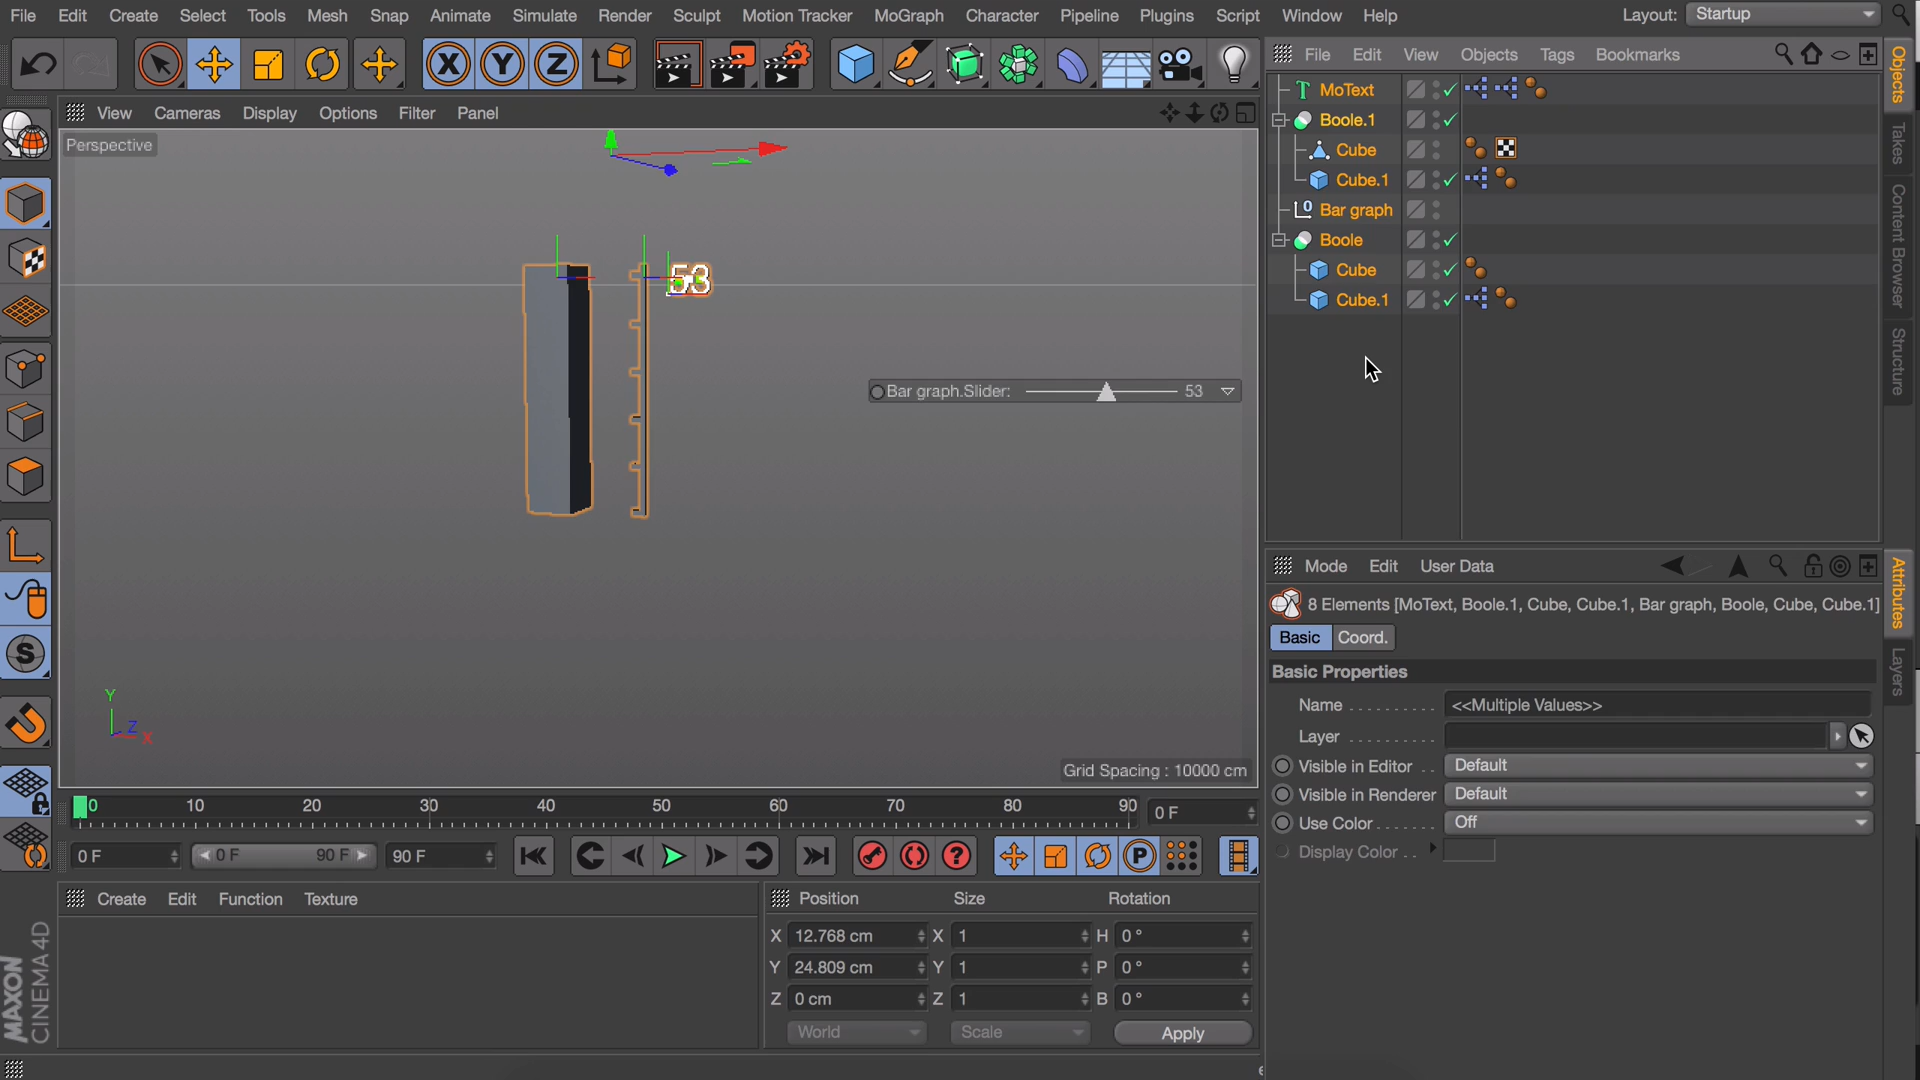 File Edit Create Select Tools Mesh Snap Animate Simulate Render Sculpt Motion Tracker MoGraph Character Pipeline Plugins Script Window Help Layout: Startup
X Y Z
File Edit View Objects Tags Bookmarks
View Cameras Display Options Filter Panel
Perspective
MoText
Boole.1
Cube
Cube.1
0 Bar graph
Boole
Cube
Cube.1
53
Bar graph.Slider: 53
S
Y
Z
X
Grid Spacing : 10000 cm
Objects
Takes
Content Browser
Structure
Mode Edit User Data
8 Elements [MoText, Boole.1, Cube, Cube.1, Bar graph, Boole, Cube, Cube.1]
Basic Coord.
Basic Properties
Name <<Multiple Values>>
Layer
Visible in Editor Default
Visible in Renderer Default
Use Color Off
Display Color
Attributes
Layers
0 10 20 30 40 50 60 70 80 90 0 F
0 F 0 F 90 F 90 F ? P
Create Edit Function Texture
Position Size Rotation
X 12.768 cm X 1 H 0 °
Y 24.809 cm Y 1 P 0 °
Z 0 cm Z 1 B 0 °
World Scale Apply
MAXON
CINEMA 4D